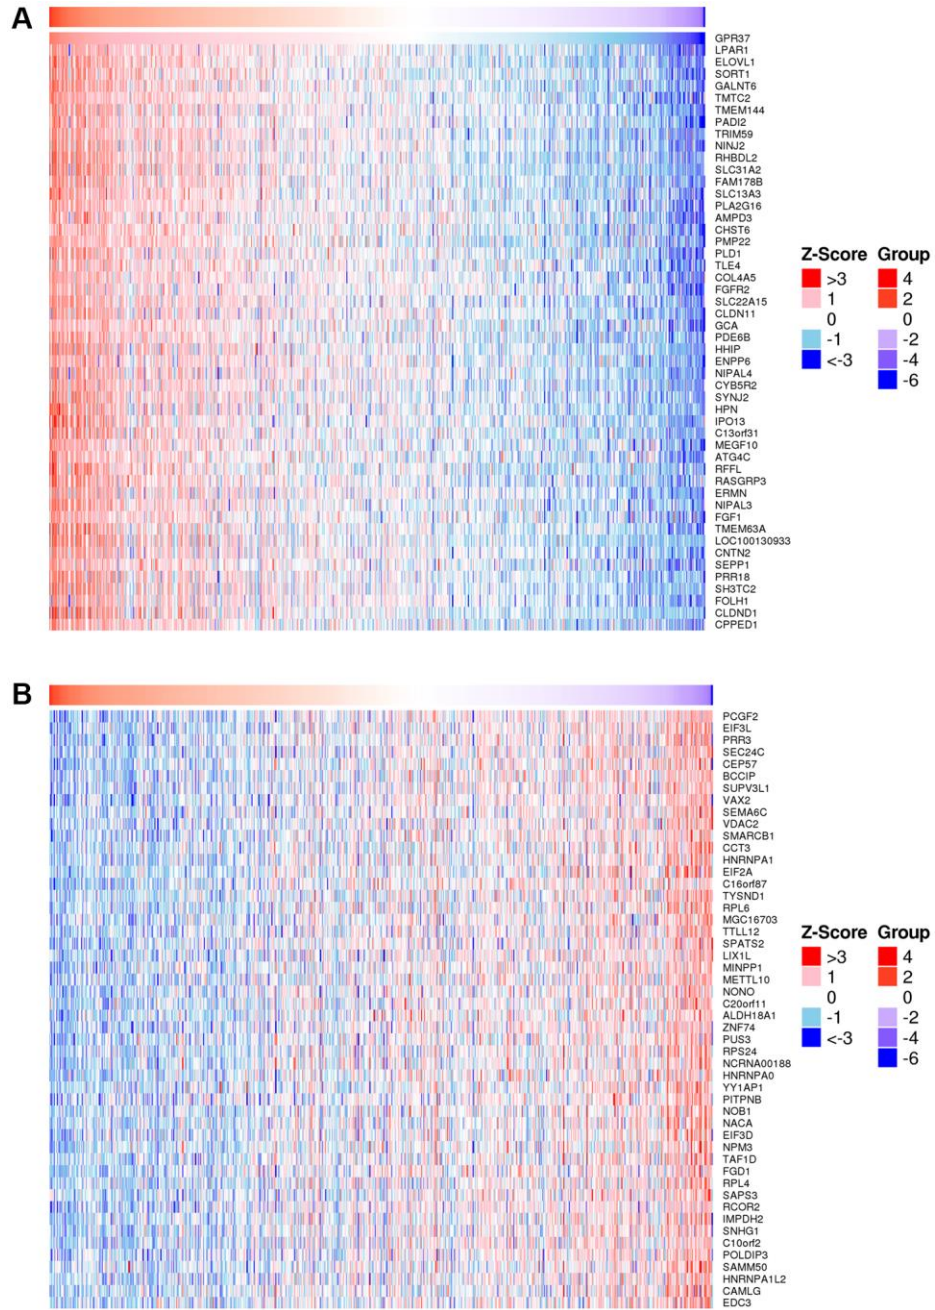 A
GPR37
LPAR1
ELOVL1
SORT1
GALNT6
TMTC2
TMEM144
PADI2
TRIM59
NINJ2
RHBDL2
SLC31A2
FAM178B
SLC13A3
PLA2G16
AMPD3
CHST6
PMP22
PLD1
TLE4
COL4A5
FGFR2
SLC22A15
CLDN11
GCA
PDE6B
HHIP
ENPP6
NIPAL4
CYB5R2
SYNJ2
HPN
IPO13
C13orf31
MEGF10
ATG4C
RFFL
RASGRP3
ERMN
NIPAL3
FGF1
TMEM63A
LOC100130933
CNTN2
SEPP1
PRR18
SH3TC2
FOLH1
CLDND1
CPPED1
Z-Score Group
>3 4
1 2
0 0
-1 -2
<-3 -4
-6
B
PCGF2
EIF3L
PRR3
SEC24C
CEP57
BCCIP
SUPV3L1
VAX2
SEMA6C
VDAC2
SMARCB1
CCT3
HNRNPA1
EIF2A
C16orf87
TYSND1
RPL6
MGC16703
TTLL12
SPATS2
LIX1L
MINPP1
METTL10
NONO
C20orf11
ALDH18A1
ZNF74
PUS3
RPS24
NCRNA00188
HNRNPA0
YY1AP1
PITPNB
NOB1
NACA
EIF3D
NPM3
TAF1D
FGD1
RPL4
SAPS3
RCOR2
IMPDH2
SNHG1
C10orf2
POLDIP3
SAMM50
HNRNPA1L2
CAMLG
EDC3
Z-Score Group
>3 4
1 2
0 0
-1 -2
<-3 -4
-6